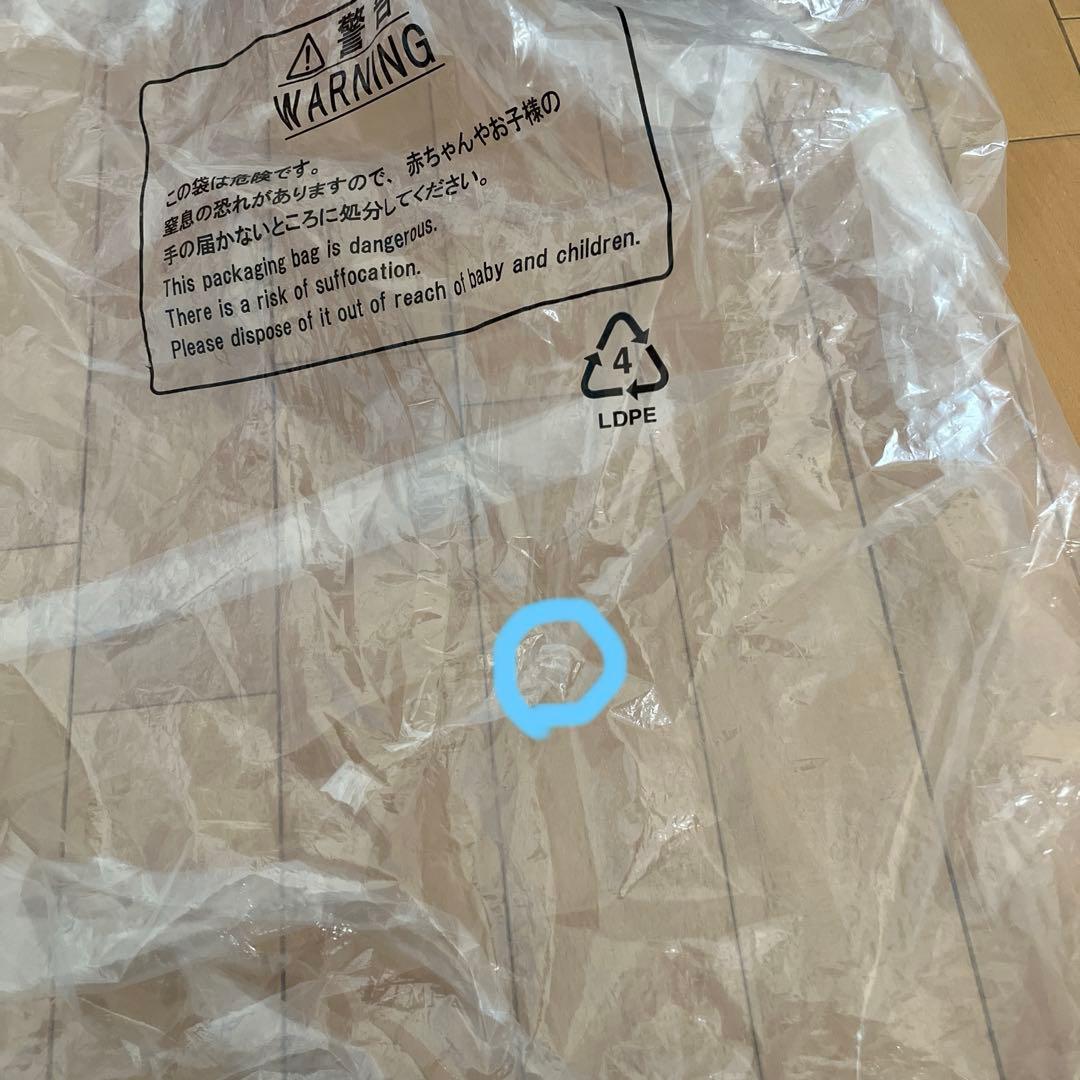 警告
WARNING
この袋は危険です。
窒息の恐れがありますので、赤ちゃんやお子様の
手の届かないところに処分してください。
This packaging bag is dangerous.
There is a risk of suffocation.
Please dispose of it out of reach of baby and children.
4
LDPE